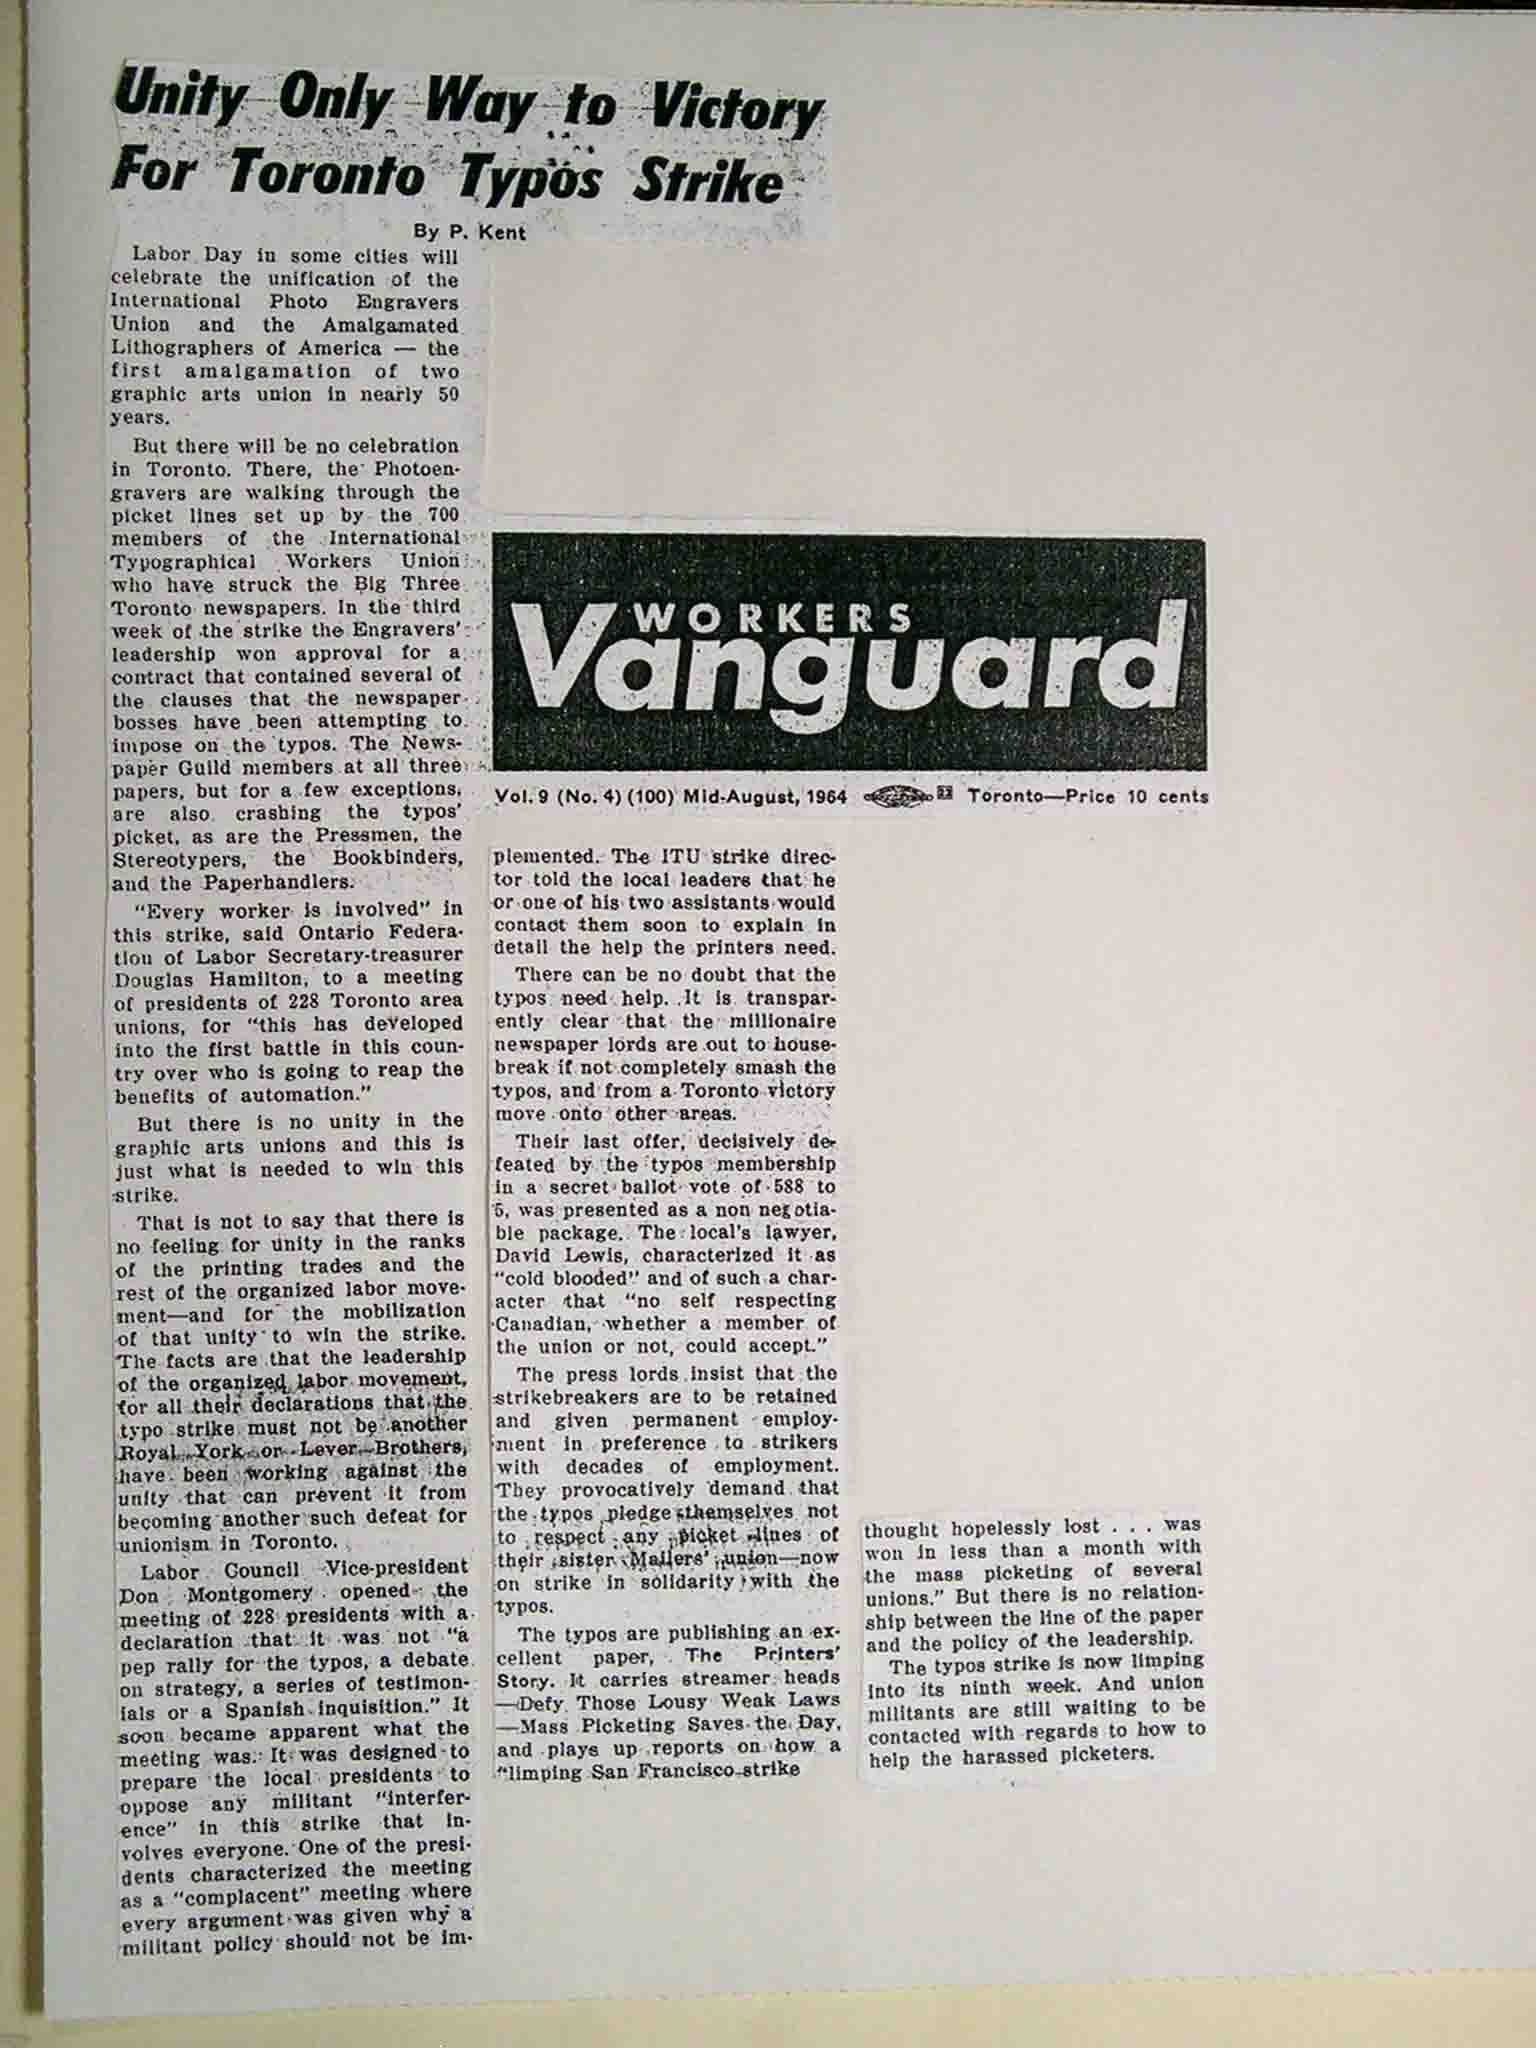 Unity Only Way to Victory
For Toronto Typos Strike
By P. Kent
Labor Day in some cities will
celebrate the unification of the
International Photo Engravers
Union and the Amalgamated
Lithographers of America — the
first amalgamation of two
graphic arts union in nearly 50
years.
But there will be no celebration
in Toronto. There, the Photoen-
gravers are walking through the
picket lines set up by the 700
members of the International
Typographical Workers Union
who have struck the Big Three
Toronto newspapers. In the third
week of the strike the Engravers'
leadership won approval for a
contract that contained several of
the clauses that the newspaper
bosses have been attempting to
impose on the typos. The News-
paper Guild members at all three
papers, but for a few exceptions,
are also crashing the typos'
picket, as are the Pressmen, the
Stereotypers, the Bookbinders,
and the Paperhandlers.
"Every worker is involved" in
this strike, said Ontario Federa-
tion of Labor Secretary-treasurer
Douglas Hamilton, to a meeting
of presidents of 228 Toronto area
unions, for "this has developed
into the first battle in this coun-
try over who is going to reap the
benefits of automation."
But there is no unity in the
graphic arts unions and this is
just what is needed to win this
strike.
That is not to say that there is
no feeling for unity in the ranks
of the printing trades and the
rest of the organized labor move-
ment—and for the mobilization
of that unity to win the strike.
The facts are that the leadership
of the organized labor movement,
for all their declarations that the
typo strike must not be another
Royal York or Lever Brothers,
have been working against the
unity that can prevent it from
becoming another such defeat for
unionism in Toronto.
Labor Council Vice-president
Don Montgomery opened the
meeting of 228 presidents with a
declaration that it was not "a
pep rally for the typos, a debate
on strategy, a series of testimon-
ials or a Spanish inquisition." It
soon became apparent what the
meeting was. It was designed to
prepare the local presidents to
oppose any militant "interfer-
ence" in this strike that in-
volves everyone. One of the presi-
dents characterized the meeting
as a "complacent" meeting where
every argument was given why a
militant policy should not be im-
WORKERS
Vanguard
Vol. 9 (No. 4) (100) Mid-August, 1964 Toronto—Price 10 cents
plemented. The ITU strike direc-
tor told the local leaders that he
or one of his two assistants would
contact them soon to explain in
detail the help the printers need.
There can be no doubt that the
typos need help. It is transpar-
ently clear that the millionaire
newspaper lords are out to house-
break if not completely smash the
typos, and from a Toronto victory
move onto other areas.
Their last offer, decisively de-
feated by the typos membership
in a secret ballot vote of 588 to
5, was presented as a non negotia-
ble package. The local's lawyer,
David Lewis, characterized it as
"cold blooded" and of such a char-
acter that "no self respecting
Canadian, whether a member of
the union or not, could accept."
The press lords insist that the
strikebreakers are to be retained
and given permanent employ-
ment in preference to strikers
with decades of employment.
They provocatively demand that
the typos pledge themselves not
to respect any picket lines of
their sister Mailers' union—now
on strike in solidarity with the
typos.
The typos are publishing an ex-
cellent paper, The Printers'
Story. It carries streamer heads
—Defy Those Lousy Weak Laws
—Mass Picketing Saves the Day,
and plays up reports on how a
"limping San Francisco strike
thought hopelessly lost . . . was
won in less than a month with
the mass picketing of several
unions." But there is no relation-
ship between the line of the paper
and the policy of the leadership.
The typos strike is now limping
into its ninth week. And union
militants are still waiting to be
contacted with regards to how to
help the harassed picketers.